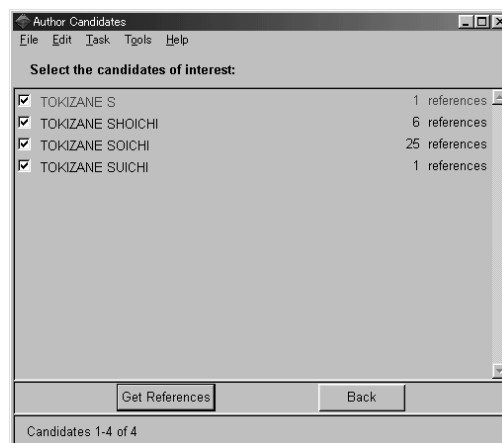 Author Candidates
File Edit Task Tools Help
Select the candidates of interest:
TOKIZANE S 1 references
TOKIZANE SHOICHI 6 references
TOKIZANE SOICHI 25 references
TOKIZANE SUICHI 1 references
Get References Back
Candidates 1-4 of 4